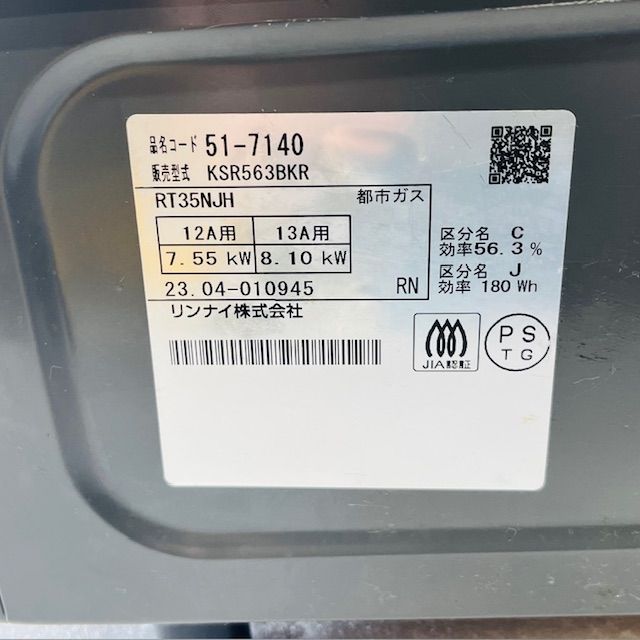 品名コード 51-7140
販売型式 KSR563BKR
RT35NJH 都市ガス
12A用 13A用
7.55 kW 8.10 kW
23.04-010945 RN
リンナイ株式会社
区分名 C
効率56.3 %
区分名 J
効率 180 Wh
JIA認証
PS
TG